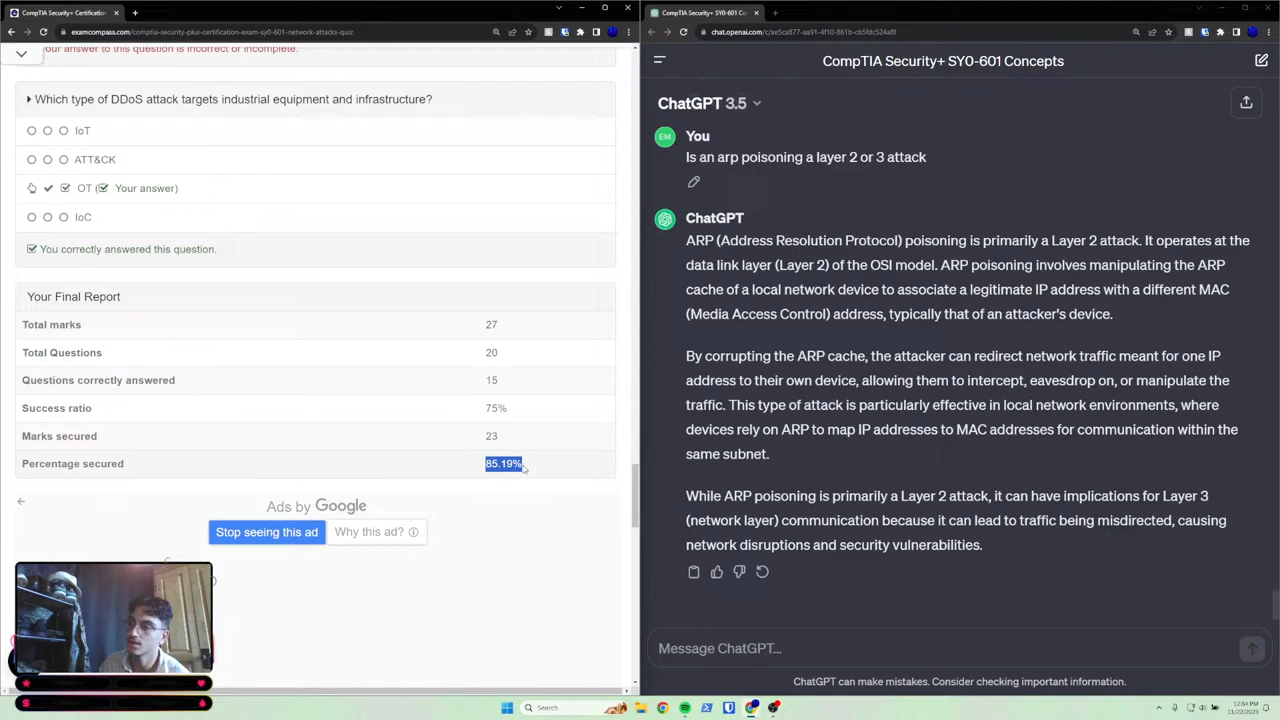 CompTIA Security+ Certification
examcompass.com/comptia-security-plus-certification-exam-sy0-601-network-attacks-quiz
our answer to this question is incorrect or incomplete.
Which type of DDoS attack targets industrial equipment and infrastructure?
IoT
ATT&CK
OT ( Your answer)
IoC
You correctly answered this question.
Your Final Report
Total marks 27
Total Questions 20
Questions correctly answered 15
Success ratio 75%
Marks secured 23
Percentage secured 85.19%
Ads by Google
Stop seeing this ad
Why this ad?
CompTIA Security+ SY0-601 Con
CompTIA Security+ SY0-601 Concepts
ChatGPT 3.5
EM
You
Is an arp poisoning a layer 2 or 3 attack
ChatGPT
ARP (Address Resolution Protocol) poisoning is primarily a Layer 2 attack. It operates at the
data link layer (Layer 2) of the OSI model. ARP poisoning involves manipulating the ARP
cache of a local network device to associate a legitimate IP address with a different MAC
(Media Access Control) address, typically that of an attacker's device.
By corrupting the ARP cache, the attacker can redirect network traffic meant for one IP
address to their own device, allowing them to intercept, eavesdrop on, or manipulate the
traffic. This type of attack is particularly effective in local network environments, where
devices rely on ARP to map IP addresses to MAC addresses for communication within the
same subnet.
While ARP poisoning is primarily a Layer 2 attack, it can have implications for Layer 3
(network layer) communication because it can lead to traffic being misdirected, causing
network disruptions and security vulnerabilities.
Message ChatGPT...
ChatGPT can make mistakes. Consider checking important information.
Search
12:54 PM
11/22/2023